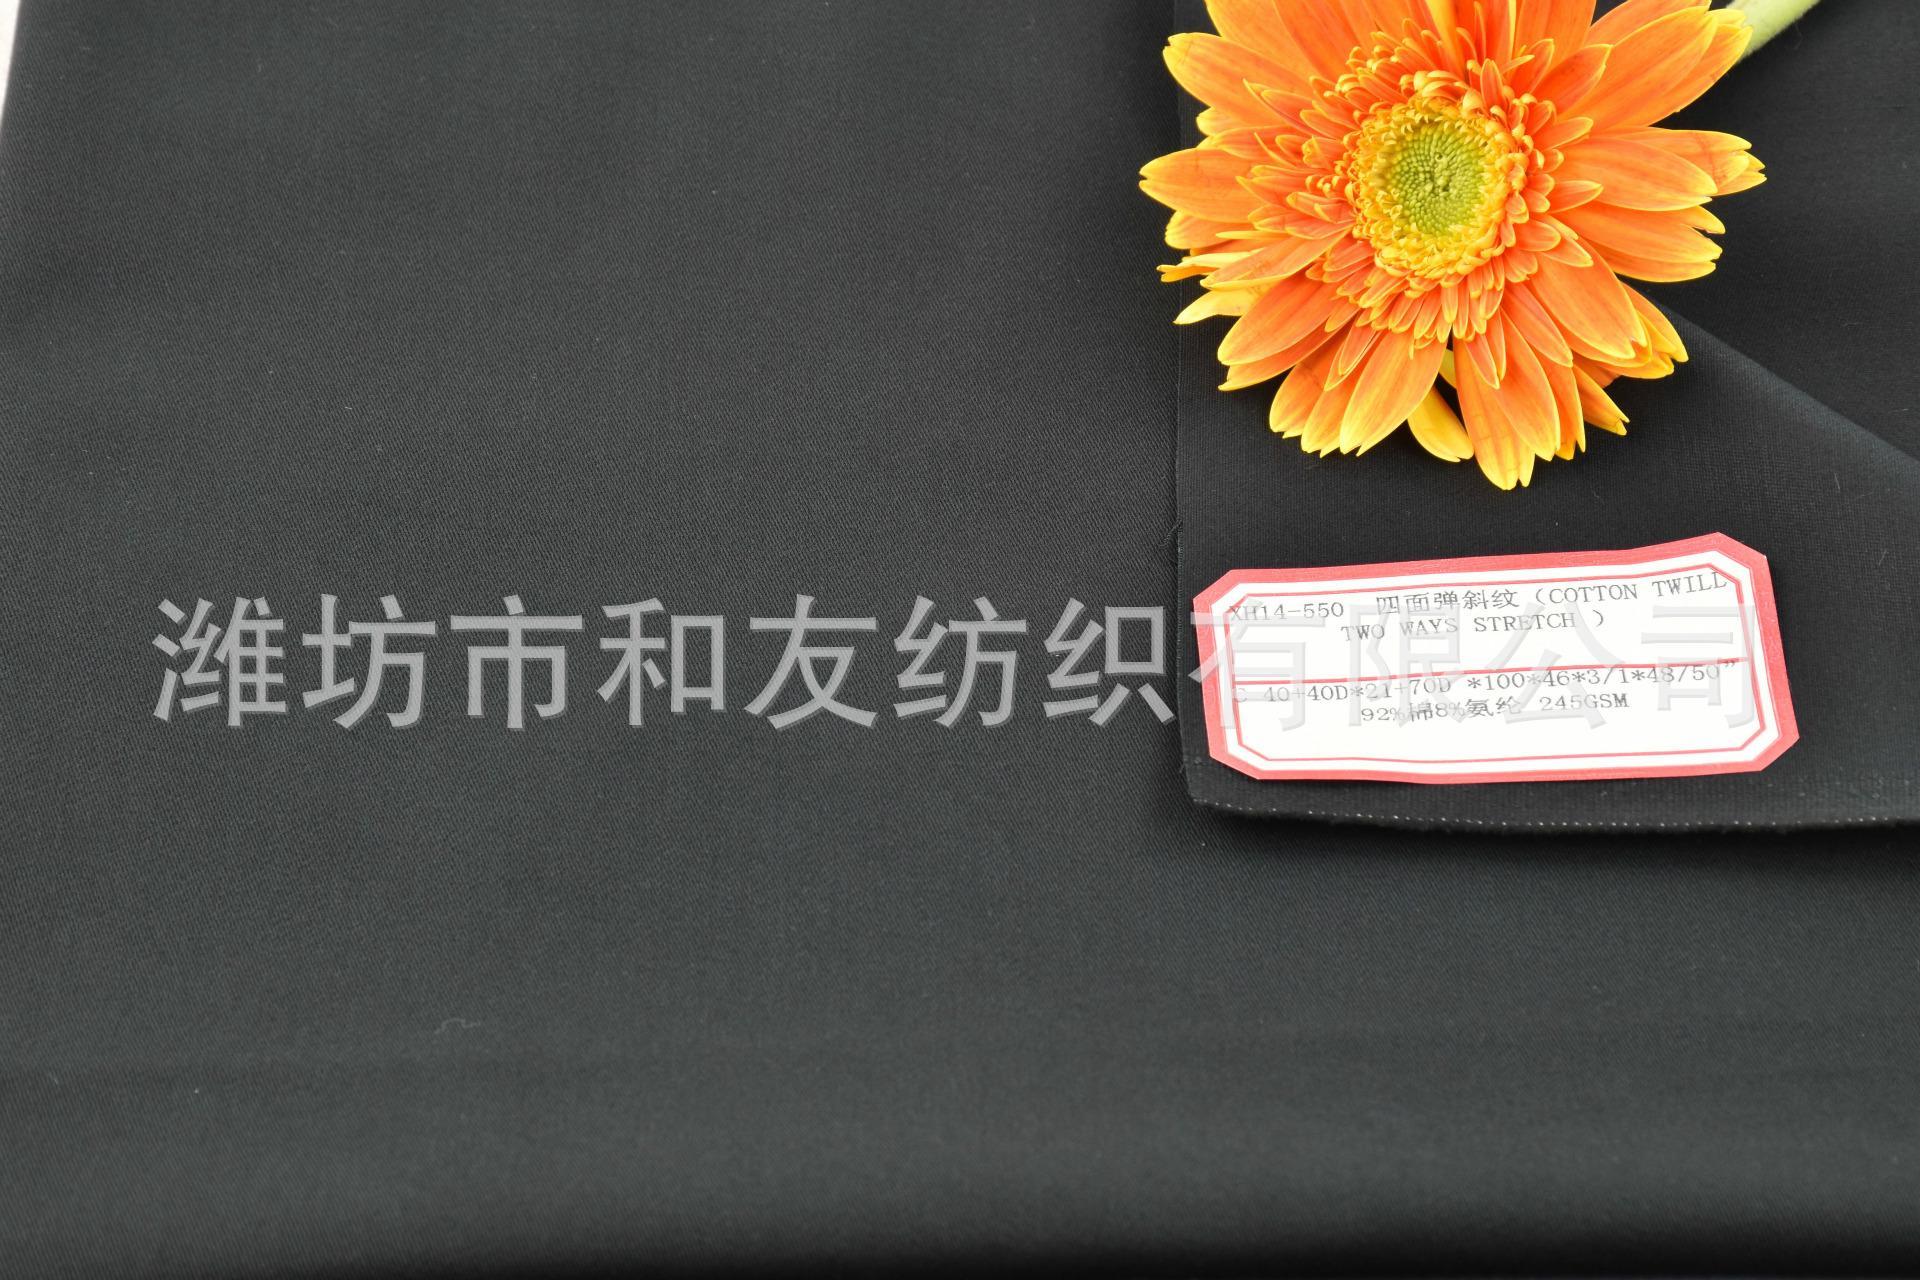 XH14-550 四面弹斜纹（COTTON TWILL
TWO WAYS STRETCH ）
C 40+40D*21+70D *100*46*3/1*48/50”
92%棉8%氨纶 245GSM
潍坊市和友纺织有限公司